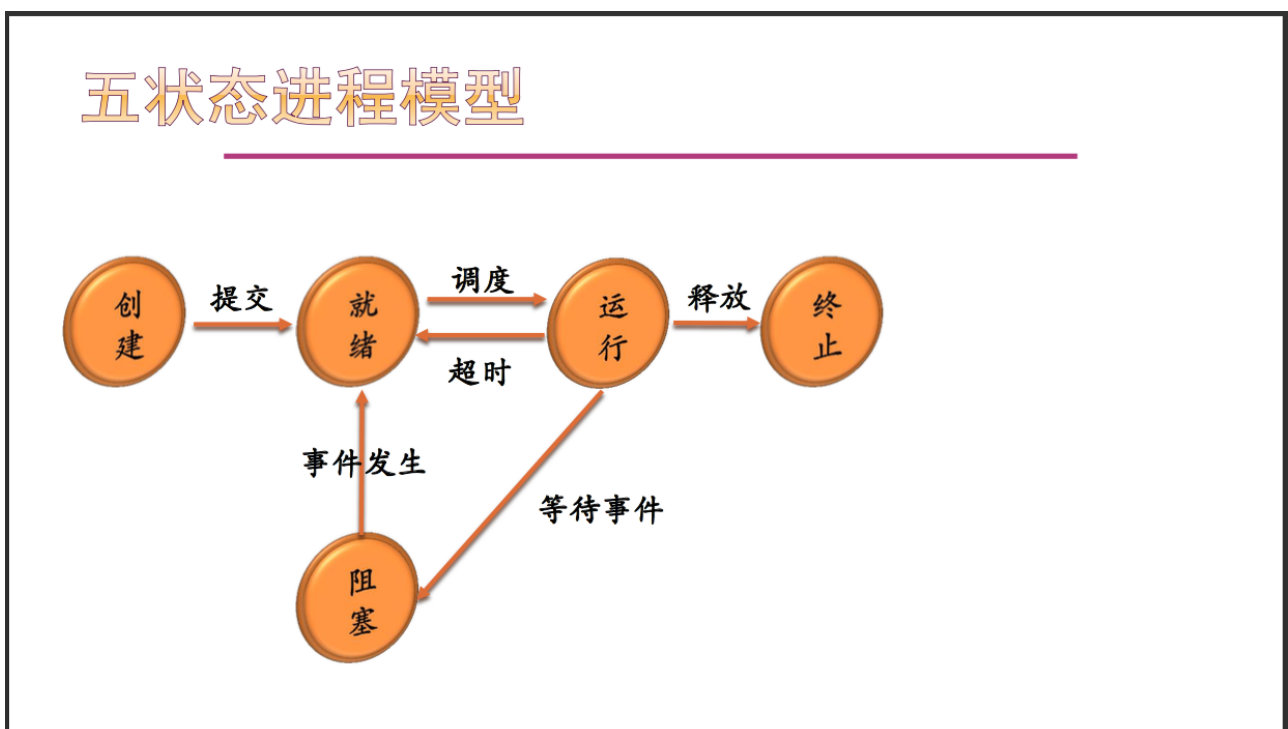 五状态进程模型
创建
提交
就绪
调度
超时
运行
释放
终止
事件发生
等待事件
阻塞